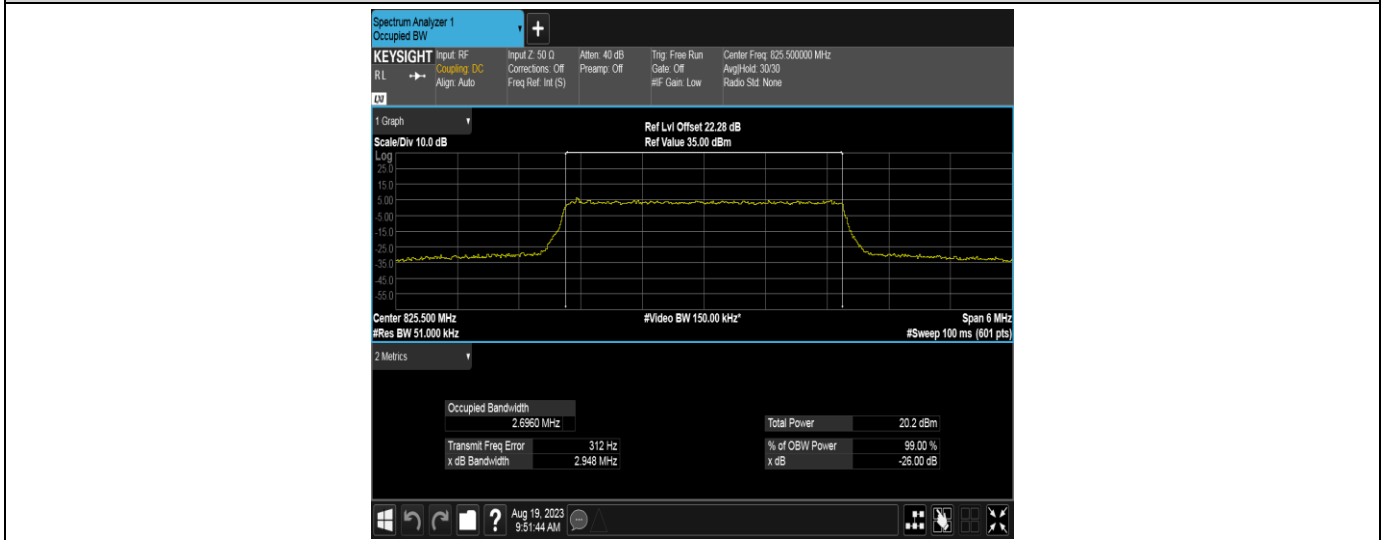 Spectrum Analyzer 1
Occupied BW
+
KEYSIGHT Input: RF Input Z: 50 Ω Atten: 40 dB Trig: Free Run Center Freq: 825.500000 MHz
RL Coupling: DC Corrections: Off Preamp: Off Gate: Off Avg|Hold: 30/30
Align: Auto Freq Ref: Int (S) #IF Gain: Low Radio Std: None
LXI
1 Graph
Ref Lvl Offset 22.28 dB
Scale/Div 10.0 dB Ref Value 35.00 dBm
Log
25.0
15.0
5.00
-5.00
-15.0
-25.0
-35.0
-45.0
-55.0
Center 825.500 MHz #Video BW 150.00 kHz* Span 6 MHz
#Res BW 51.000 kHz #Sweep 100 ms (601 pts)
2 Metrics
Occupied Bandwidth
2.6960 MHz Total Power 20.2 dBm
Transmit Freq Error 312 Hz % of OBW Power 99.00 %
x dB Bandwidth 2.948 MHz x dB -26.00 dB
? Aug 19, 2023
9:51:44 AM